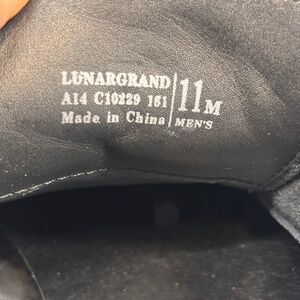 LUNARGRAND
A14 C10229 151
Made in China
11M
MEN'S